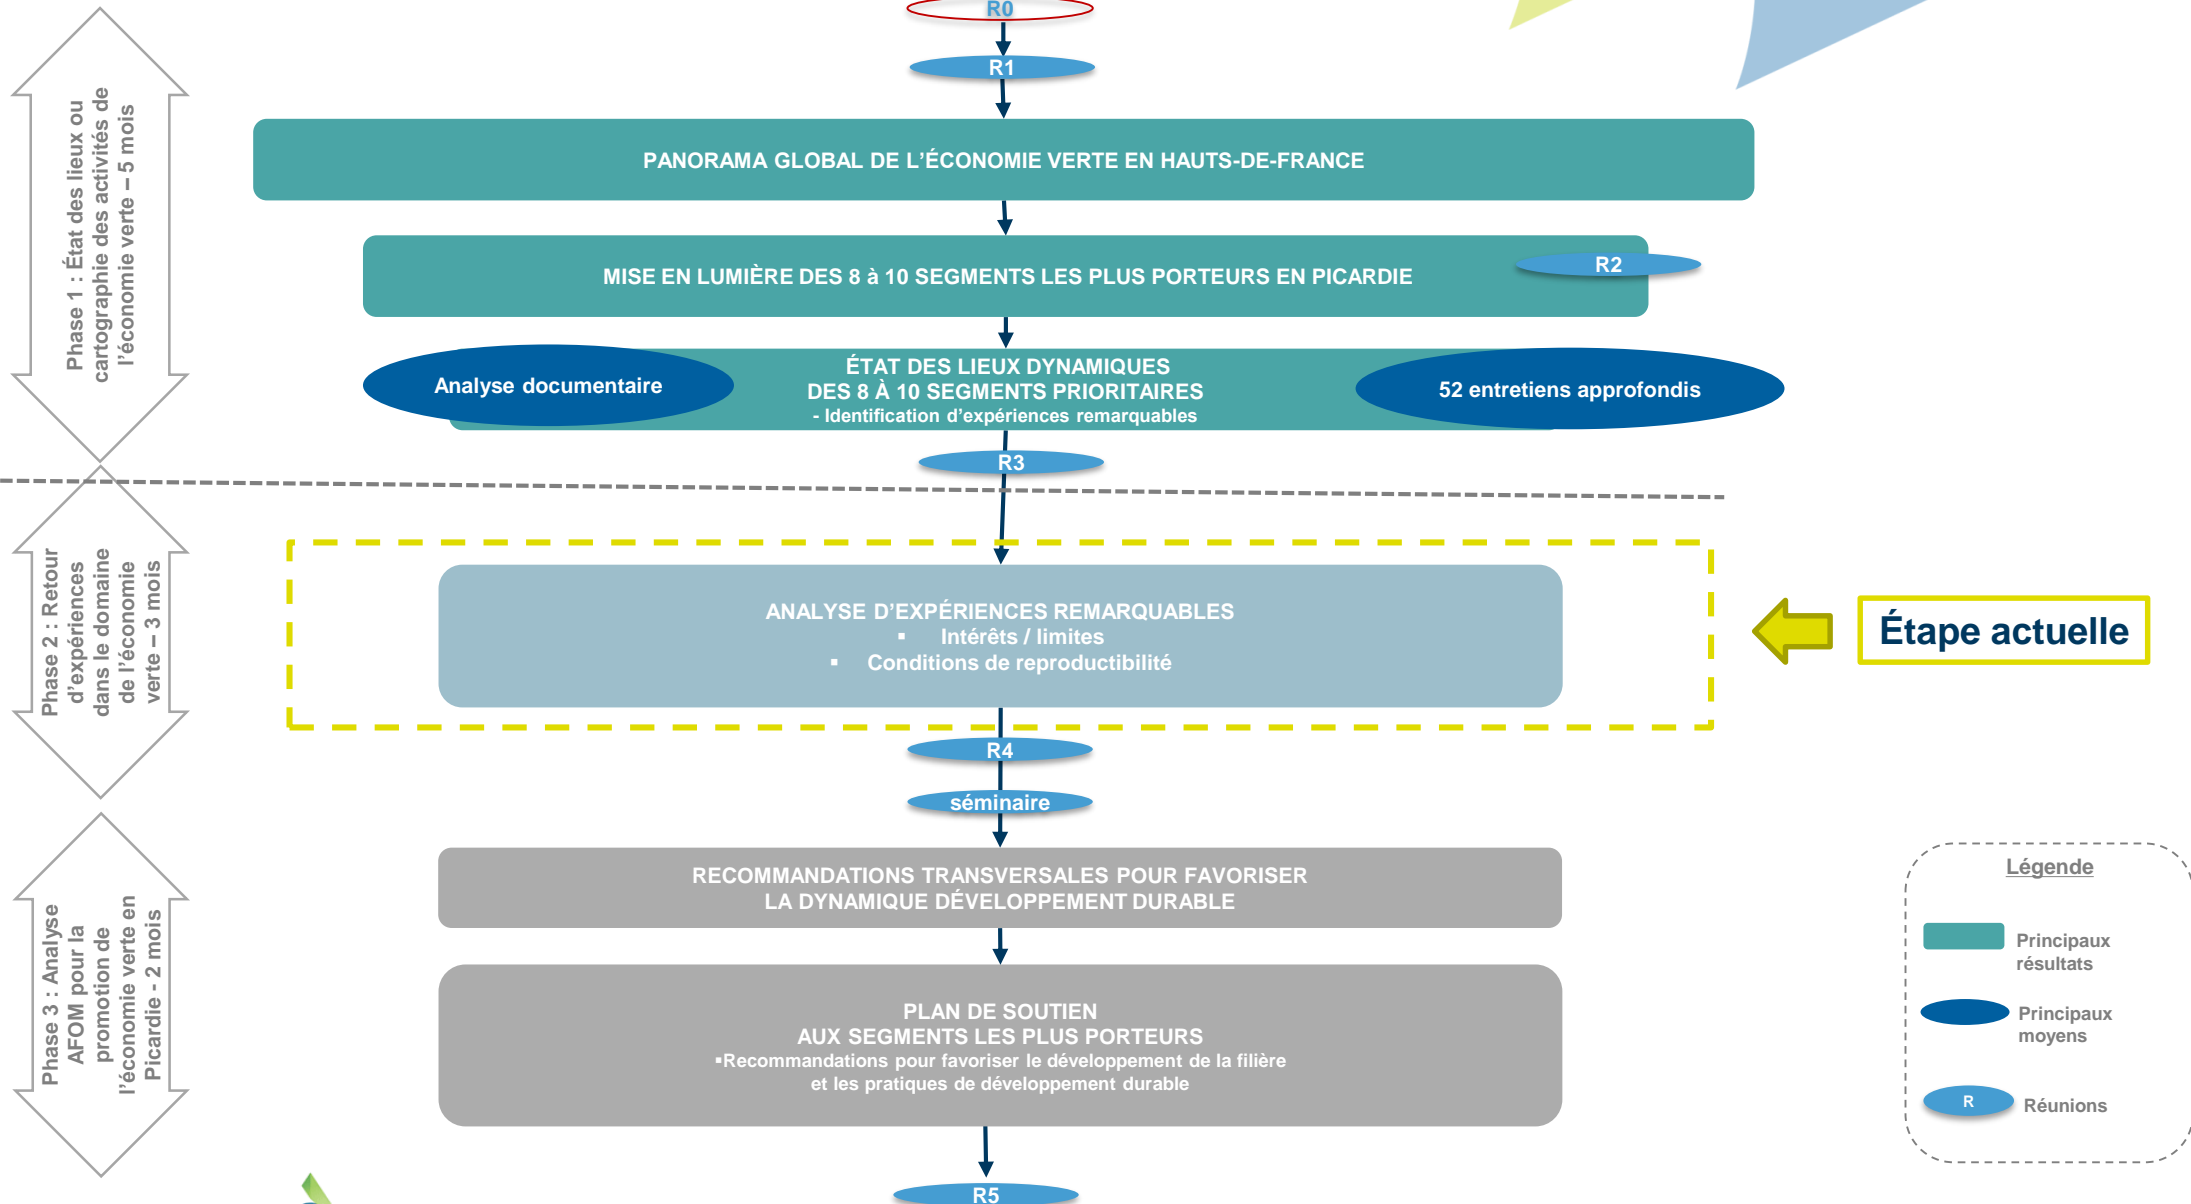 R0
R1
Phase 1 : État des lieux ou
cartographie des activités de
l'économie verte – 5 mois
PANORAMA GLOBAL DE L'ÉCONOMIE VERTE EN HAUTS-DE-FRANCE
MISE EN LUMIÈRE DES 8 à 10 SEGMENTS LES PLUS PORTEURS EN PICARDIE
R2
Analyse documentaire
ÉTAT DES LIEUX DYNAMIQUES
DES 8 À 10 SEGMENTS PRIORITAIRES
- Identification d'expériences remarquables
52 entretiens approfondis
R3
Phase 2 : Retour
d'expériences
dans le domaine
de l'économie
verte – 3 mois
ANALYSE D'EXPÉRIENCES REMARQUABLES
▪ Intérêts / limites
▪ Conditions de reproductibilité
Étape actuelle
R4
séminaire
Phase 3 : Analyse
AFOM pour la
promotion de
l'économie verte en
Picardie - 2 mois
RECOMMANDATIONS TRANSVERSALES POUR FAVORISER
LA DYNAMIQUE DÉVELOPPEMENT DURABLE
PLAN DE SOUTIEN
AUX SEGMENTS LES PLUS PORTEURS
▪Recommandations pour favoriser le développement de la filière
et les pratiques de développement durable
R5
Légende
Principaux
résultats
Principaux
moyens
R
Réunions